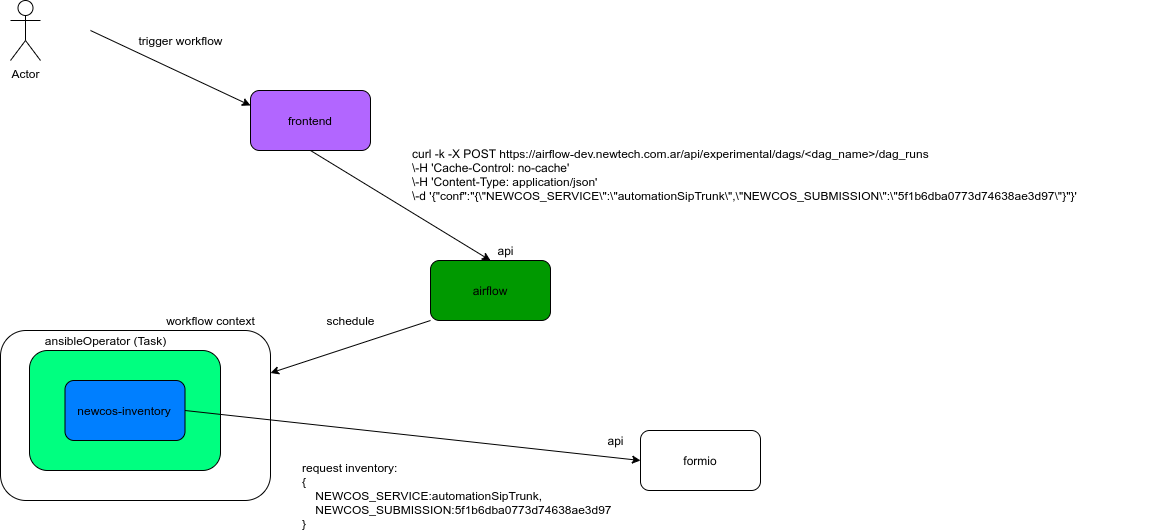 trigger workflow
Actor
frontend
curl -k -X POST https://airflow-dev.newtech.com.ar/api/experimental/dags/<dag_name>/dag_runs
\-H 'Cache-Control: no-cache'
\-H 'Content-Type: application/json'
\-d '{"conf":"{\"NEWCOS_SERVICE\":\"automationSipTrunk\",\"NEWCOS_SUBMISSION\":\"5f1b6dba0773d74638ae3d97\"}"}'
api
airflow
workflow context
schedule
ansibleOperator (Task)
newcos-inventory
api
formio
request inventory:
{
NEWCOS_SERVICE:automationSipTrunk,
NEWCOS_SUBMISSION:5f1b6dba0773d74638ae3d97
}